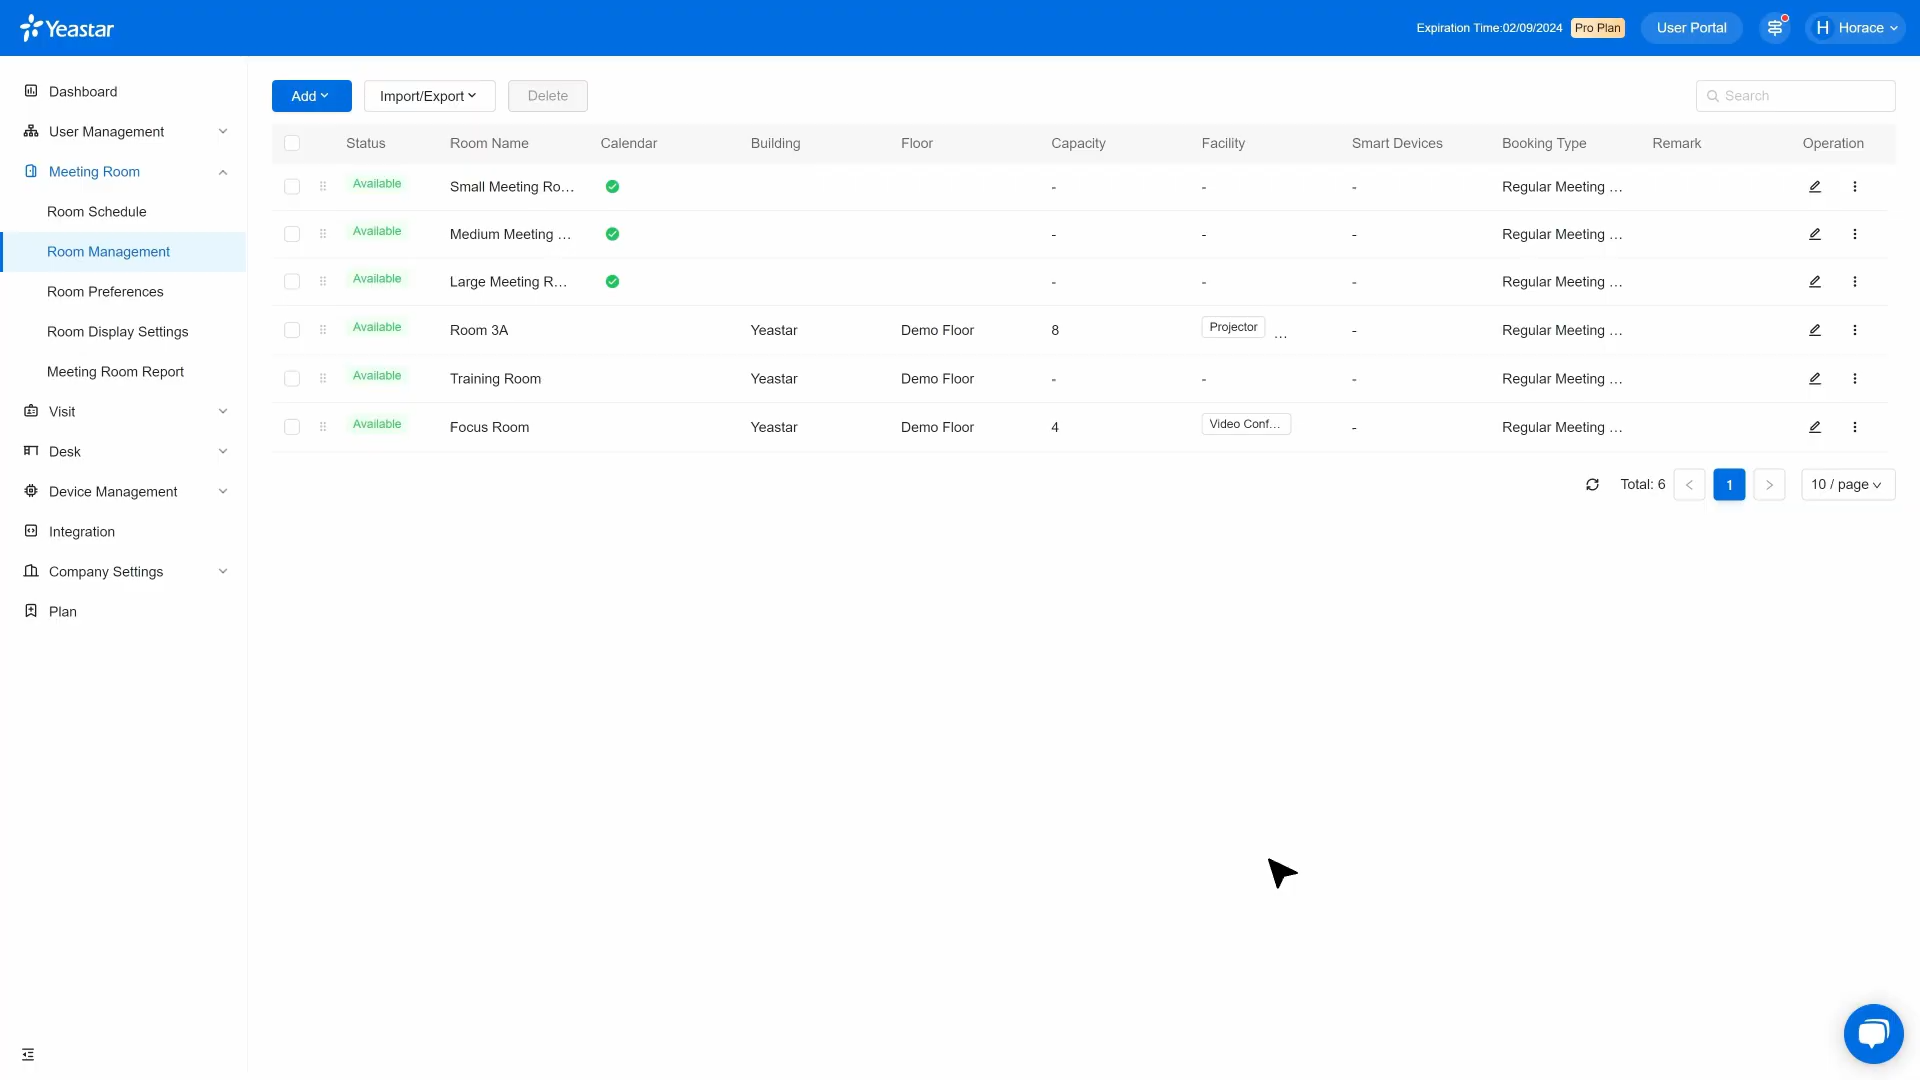 Yeastar
Expiration Time:02/09/2024 Pro Plan User Portal H Horace
Dashboard
User Management
Meeting Room
Room Schedule
Room Management
Room Preferences
Room Display Settings
Meeting Room Report
Visit
Desk
Device Management
Integration
Company Settings
Plan
Add Import/Export Delete Search
Status Room Name Calendar Building Floor Capacity Facility Smart Devices Booking Type Remark Operation
Available Small Meeting Ro... - - - Regular Meeting ...
Available Medium Meeting ... - - - Regular Meeting ...
Available Large Meeting R... - - - Regular Meeting ...
Available Room 3A Yeastar Demo Floor 8 Projector ... - Regular Meeting ...
Available Training Room Yeastar Demo Floor - - - Regular Meeting ...
Available Focus Room Yeastar Demo Floor 4 Video Conf... - Regular Meeting ...
Total: 6 < 1 > 10 / page